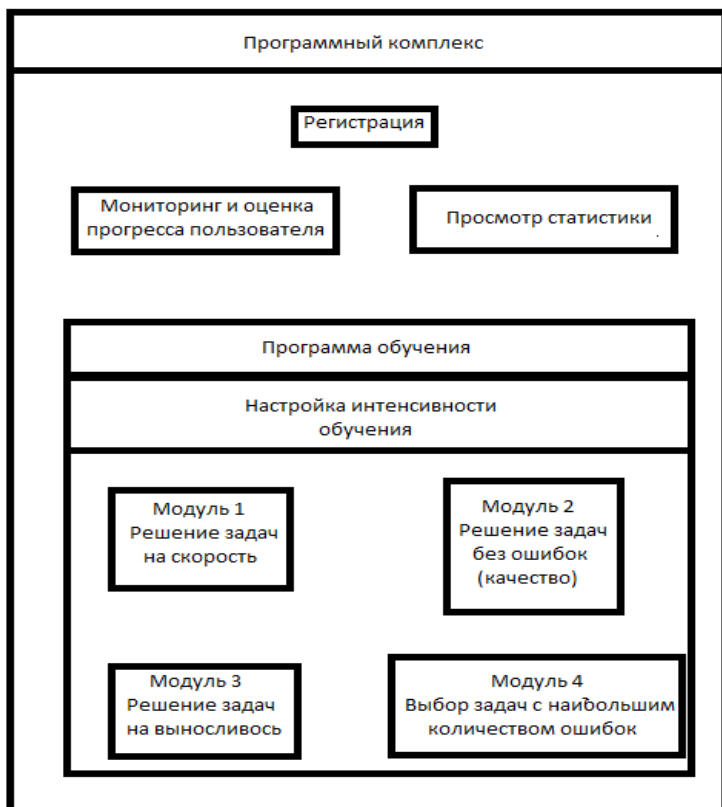 Программный комплекс
Регистрация
Мониторинг и оценка
прогресса пользователя
Просмотр статистики
.
Программа обучения
Настройка интенсивности
обучения
Модуль 1
Решение задач
на скорость
Модуль 2
Решение задач
без ошибок
(качество)
Модуль 3
Решение задач
на выносливось
Модуль 4
Выбор задач с наибольшим
количеством ошибок